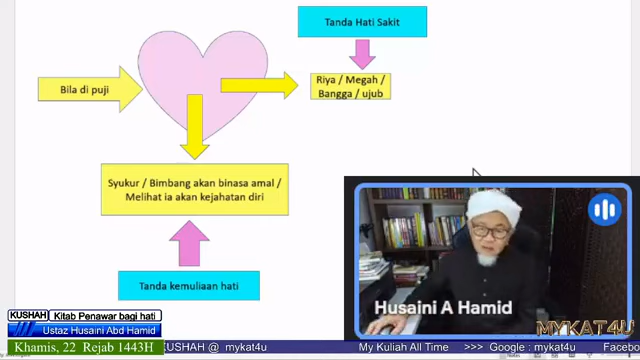 Tanda Hati Sakit
Bila di puji
Riya / Megah /
Bangga / ujub
Syukur / Bimbang akan binasa amal /
Melihat ia akan kejahatan diri
Tanda kemuliaan hati
Husaini A Hamid
MYKAT4U
KUSHAH Kitab Penawar bagi hati
Ustaz Husaini Abd Hamid
Khamis, 22 Rejab 1443H
KUSHAH @ mykat4u My Kuliah All Time >>> Google : mykat4u Facebo
Notes